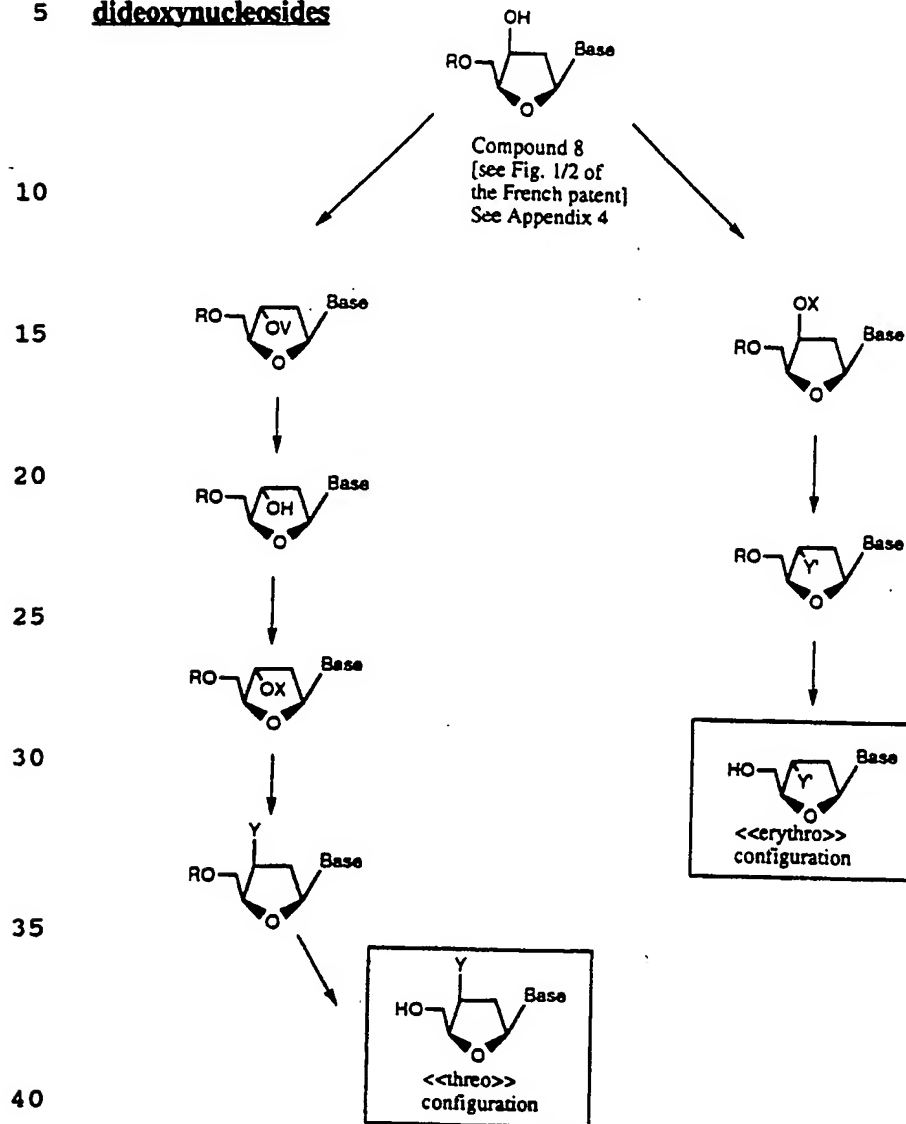 5 dideoxynucleosides
OH
RO Base
O
Compound 8
[see Fig. 1/2 of
10 the French patent]
See Appendix 4
15
RO OV Base
O
OX
RO Base
O
20
RO OH Base
O
RO Y' Base
O
25
RO OX Base
O
30
HO Y' Base
O
<<erythro>>
configuration
Y
RO Base
O
35
Y
HO Base
O
<<threo>>
configuration
40